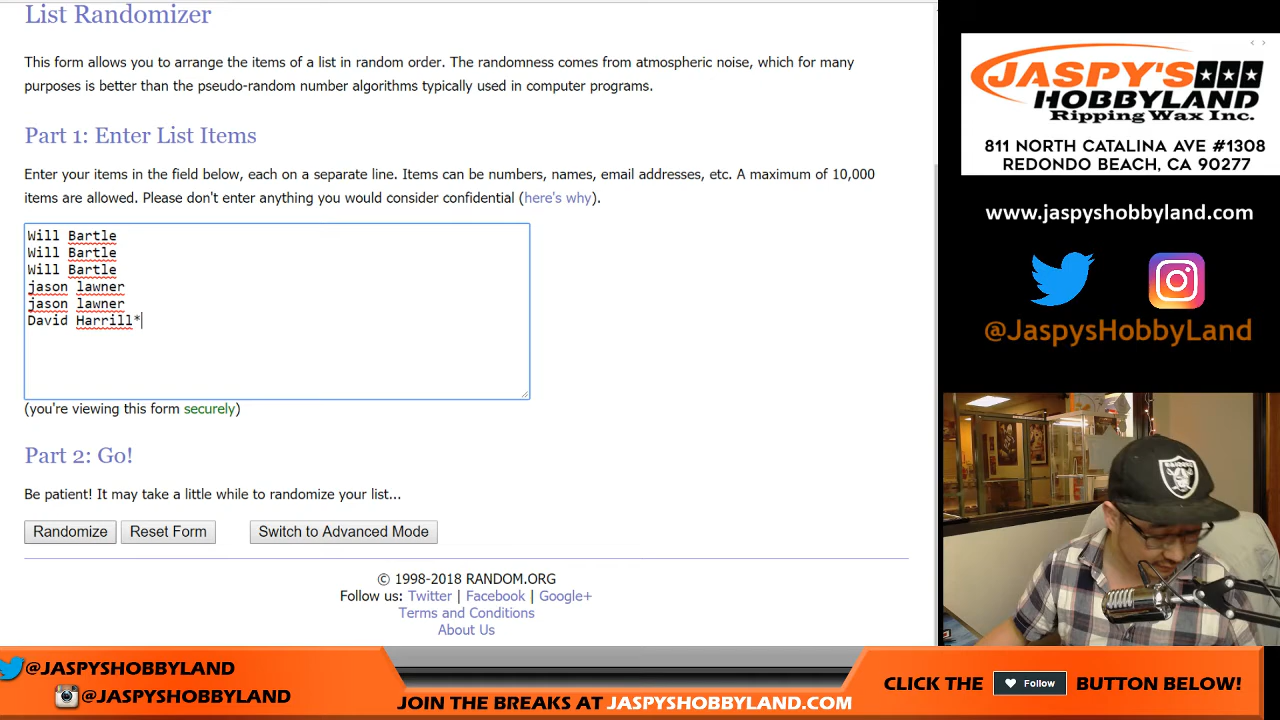 List Randomizer
This form allows you to arrange the items of a list in random order. The randomness comes from atmospheric noise, which for many
purposes is better than the pseudo-random number algorithms typically used in computer programs.
Part 1: Enter List Items
Enter your items in the field below, each on a separate line. Items can be numbers, names, email addresses, etc. A maximum of 10,000
items are allowed. Please don't enter anything you would consider confidential (here's why).
Will Bartle
Will Bartle
Will Bartle
jason lawner
jason lawner
David Harrill*
(you're viewing this form securely)
Part 2: Go!
Be patient! It may take a little while to randomize your list...
Randomize Reset Form Switch to Advanced Mode
© 1998-2018 RANDOM.ORG
Follow us: Twitter | Facebook | Google+
Terms and Conditions
About Us
JASPY'S
HOBBYLAND
Ripping Wax Inc.
811 NORTH CATALINA AVE #1308
REDONDO BEACH, CA 90277
www.jaspyshobbyland.com
@JaspysHobbyLand
RAIDERS
@JASPYSHOBBYLAND
@JASPYSHOBBYLAND
JOIN THE BREAKS AT JASPYSHOBBYLAND.COM
CLICK THE Follow BUTTON BELOW!